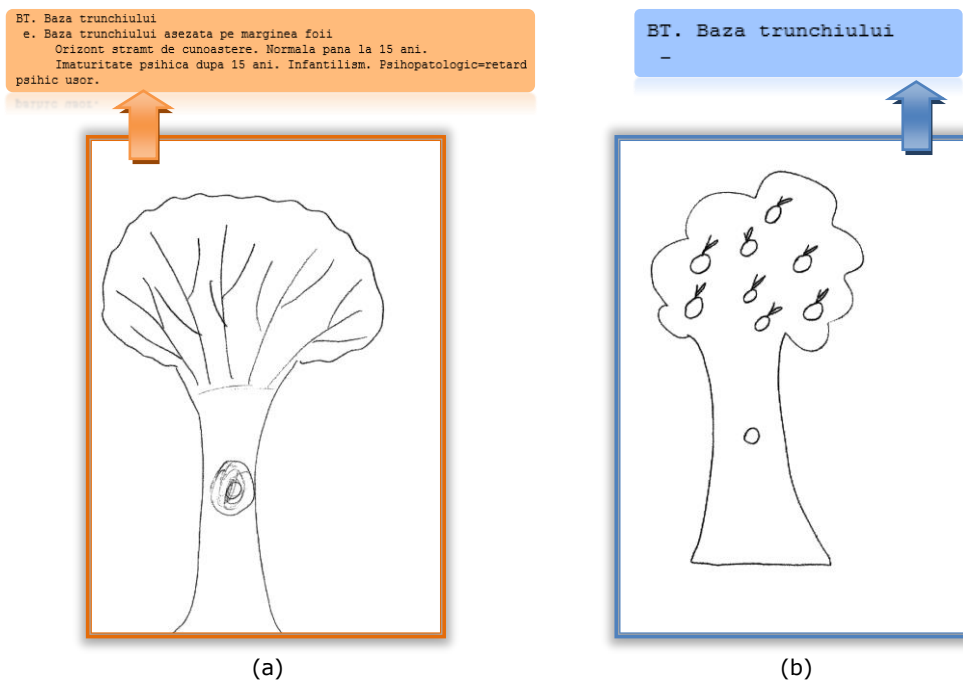 BT. Baza trunchiului
e. Baza trunchiului asezata pe marginea foii
Orizont stramt de cunoastere. Normala pana la 15 ani.
Imaturitate psihica dupa 15 ani. Infantilism. Psihopatologic=retard
psihic usor.
BT. Baza trunchiului
–
(a)
(b)